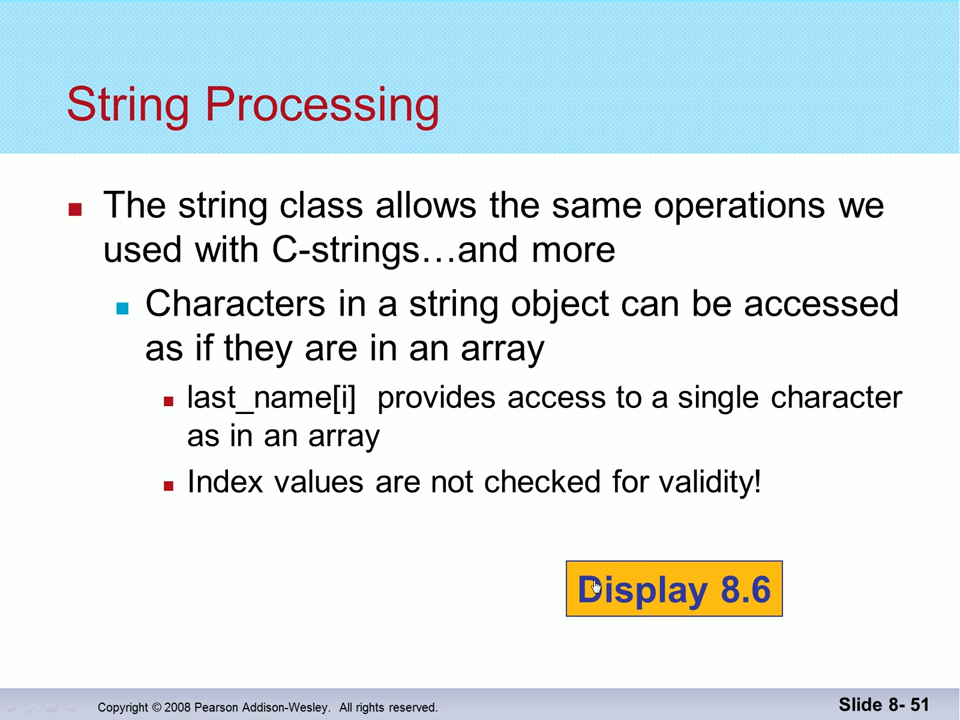 String Processing
The string class allows the same operations we
used with C-strings…and more
Characters in a string object can be accessed
as if they are in an array
last_name[i]  provides access to a single character
as in an array
Index values are not checked for validity!
Display 8.6
Copyright © 2008 Pearson Addison-Wesley.  All rights reserved.
Slide 8- 51